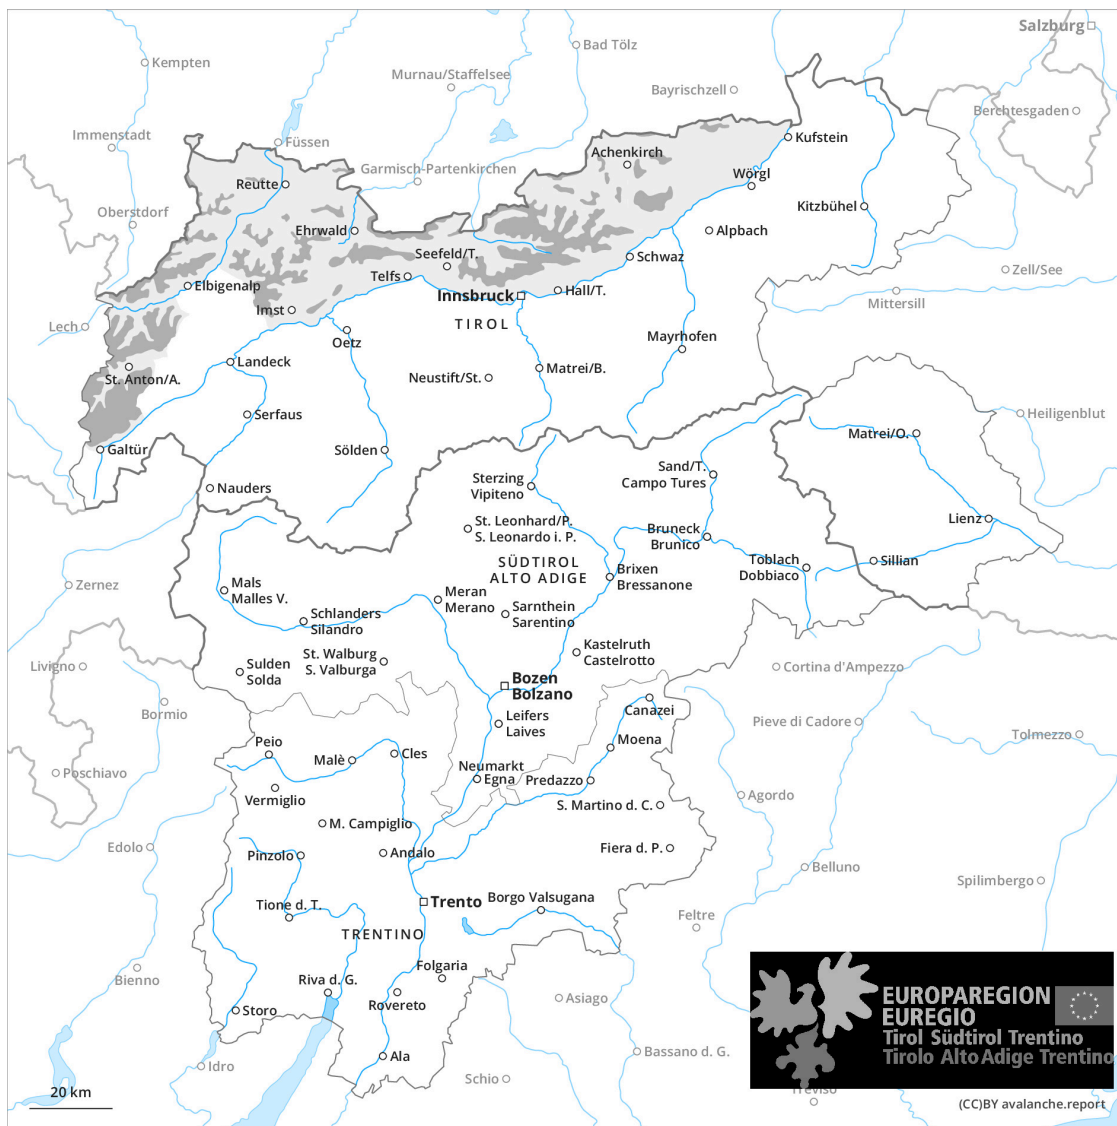 Salzburg
Bad Tölz
Kempten
Murnau/Staffelsee
Bayrischzell
Berchtesgaden
Immenstadt
Füssen
Kufstein
Achenkirch
Garmisch-Partenkirchen
Wörgl
Reutte
Kitzbühel
Oberstdorf
Ehrwald
Alpbach
Seefeld/T.
Schwaz
Telfs
Zell/See
Elbigenalp
Innsbruck
Hall/T.
Mittersill
Imst
TIROL
Lech
Oetz
Mayrhofen
Landeck
Matrei/B.
St. Anton/A.
Neustift/St.
Serfaus
Heiligenblut
Matrei/O.
Galtür
Sölden
Sand/T.
Campo Tures
Sterzing
Vipiteno
Nauders
Lienz
St. Leonhard/P.
S. Leonardo i. P.
Bruneck
Brunico
SÜDTIROL
ALTO ADIGE
Toblach
Dobbiaco
Sillian
Brixen
Bressanone
Zernez
Mals
Malles V.
Meran
Merano
Schlanders
Silandro
Sarnthein
Sarentino
Kastelruth
Castelrotto
St. Walburg
S. Valburga
Livigno
Sulden
Solda
Cortina d'Ampezzo
Bozen
Bolzano
Bormio
Canazei
Leifers
Laives
Pieve di Cadore
Tolmezzo
Peio
Moena
Cles
Malè
Neumarkt
Egna
Poschiavo
Predazzo
Vermiglio
Agordo
S. Martino d. C.
M. Campiglio
Edolo
Pinzolo
Andalo
Fiera d. P.
Belluno
Spilimbergo
Trento
Borgo Valsugana
Tione d. T.
Feltre
TRENTINO
Bienno
Folgaria
Riva d. G.
Rovereto
Asiago
Storo
EUROPAREGION
EUREGIO
Tirol Südtirol Trentino
Tirolo Alto Adige Trentino
Ala
Bassano d. G.
Idro
Schio
Treviso
20 km
(CC)BY avalanche.report